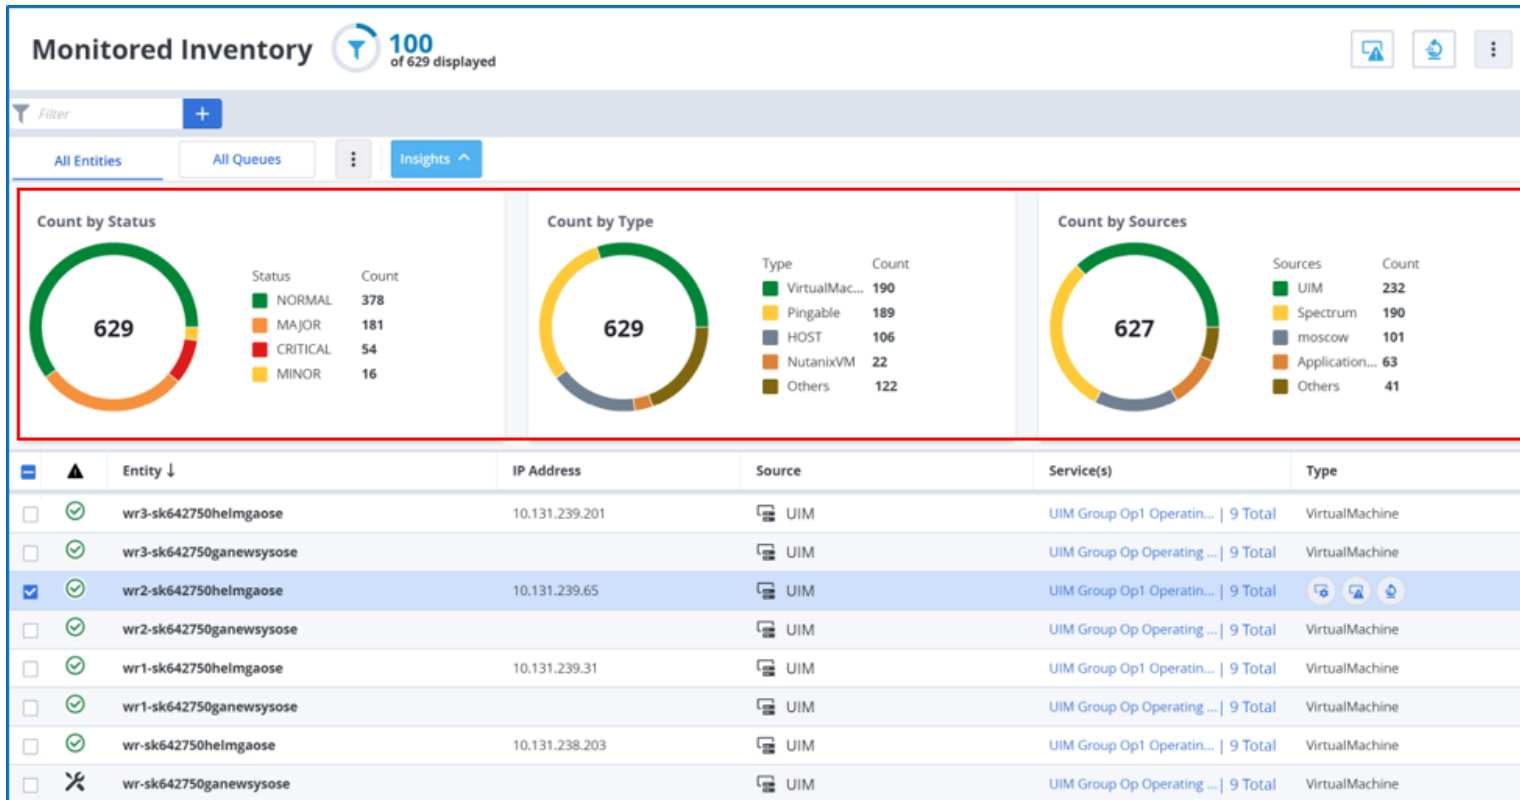 Monitored Inventory 100
of 629 displayed
Filter +
All Entities All Queues Insights
Count by Status
629
Status Count
NORMAL 378
MAJOR 181
CRITICAL 54
MINOR 16
Count by Type
629
Type Count
VirtualMac... 190
Pingable 189
HOST 106
NutanixVM 22
Others 122
Count by Sources
627
Sources Count
UIM 232
Spectrum 190
moscow 101
Application... 63
Others 41
Entity ↓ IP Address Source Service(s) Type
wr3-sk642750helmgaose 10.131.239.201 UIM UIM Group Op1 Operatin... | 9 Total VirtualMachine
wr3-sk642750ganewsysose UIM UIM Group Op Operating ...| 9 Total VirtualMachine
wr2-sk642750helmgaose 10.131.239.65 UIM UIM Group Op1 Operatin... | 9 Total
wr2-sk642750ganewsysose UIM UIM Group Op Operating ...| 9 Total VirtualMachine
wr1-sk642750helmgaose 10.131.239.31 UIM UIM Group Op1 Operatin... | 9 Total VirtualMachine
wr1-sk642750ganewsysose UIM UIM Group Op Operating ...| 9 Total VirtualMachine
wr-sk642750helmgaose 10.131.238.203 UIM UIM Group Op1 Operatin... | 9 Total VirtualMachine
wr-sk642750ganewsysose UIM UIM Group Op Operating ...| 9 Total VirtualMachine